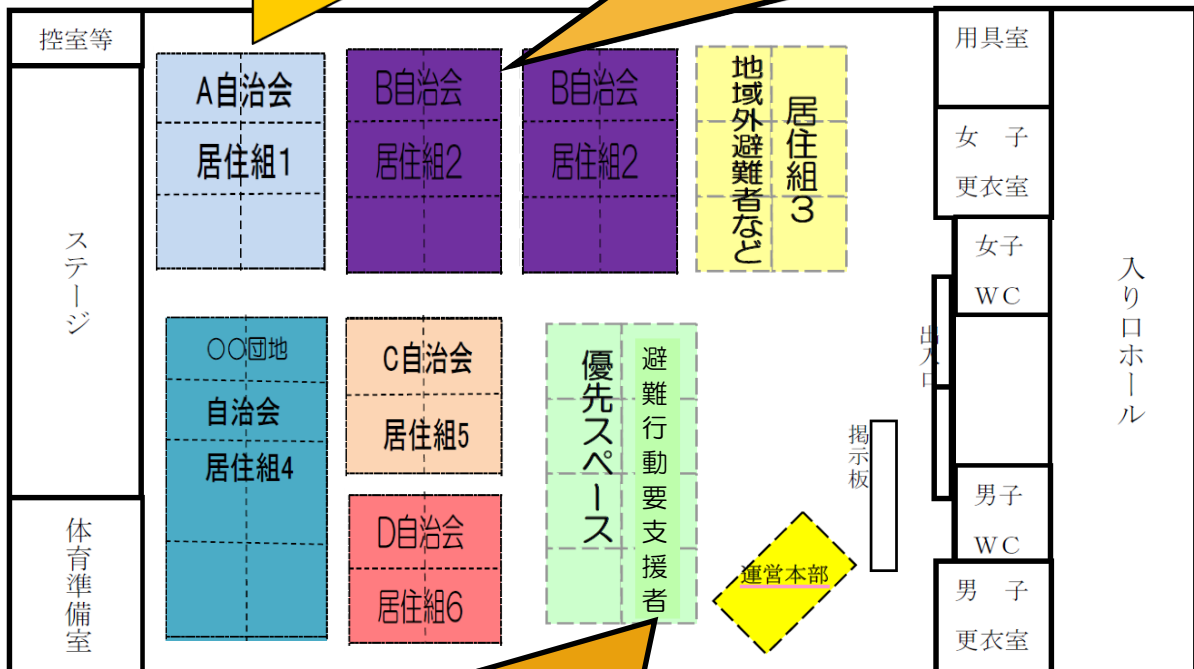 控室等
ステージ
体育準備室
A自治会
居住組1
B自治会
居住組2
B自治会
居住組2
居住組3
地域外避難者など
〇〇団地
自治会
居住組4
C自治会
居住組5
D自治会
居住組6
避難行動要支援者
優先スペース
運営本部
掲示板
出入口
用具室
女 子
更衣室
女子
WC
男子
WC
男 子
更衣室
入り口ホール